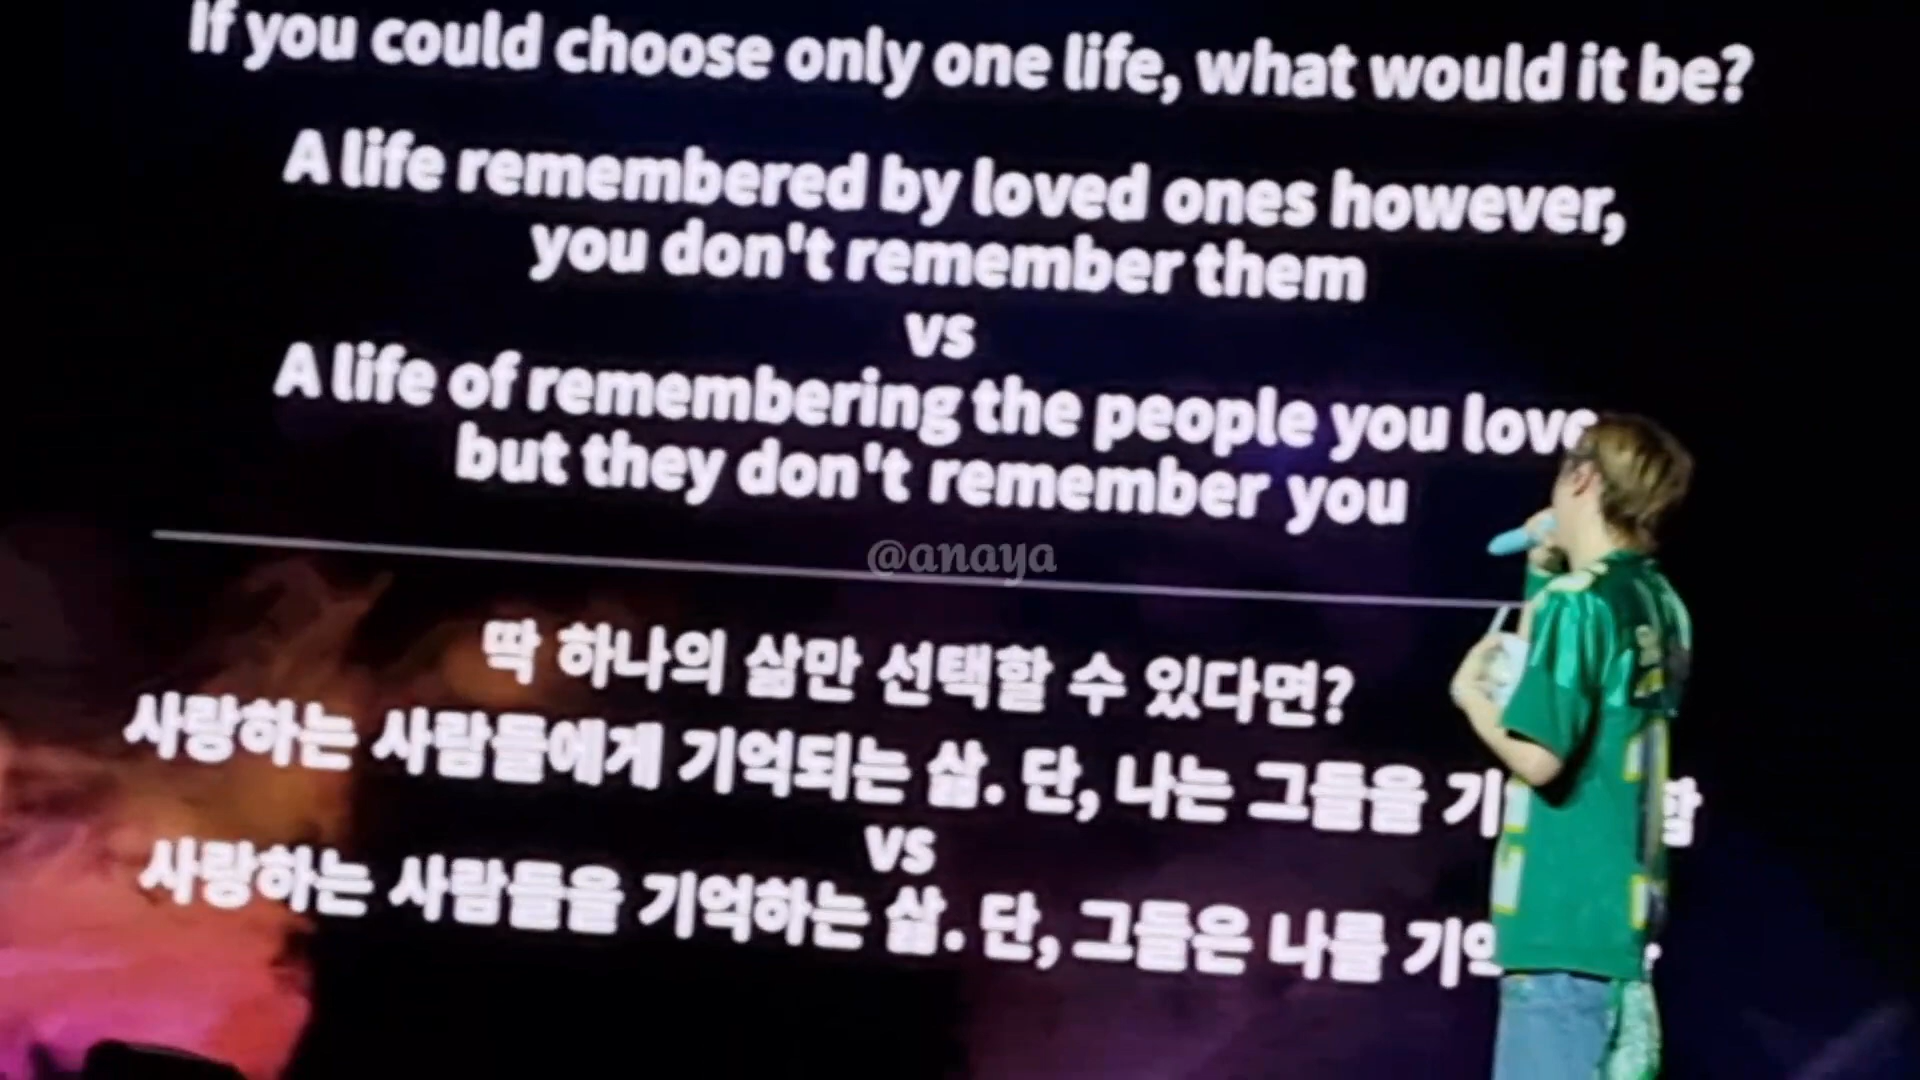 If you could choose only one life, what would it be?
A life remembered by loved ones however,
you don't remember them
vs
A life of remembering the people you love
but they don't remember you
@anaya
딱 하나의 삶만 선택할 수 있다면?
사랑하는 사람들에게 기억되는 삶. 단, 나는 그들을
vs
사랑하는 사람들을 기억하는 삶. 단, 그들은 나를